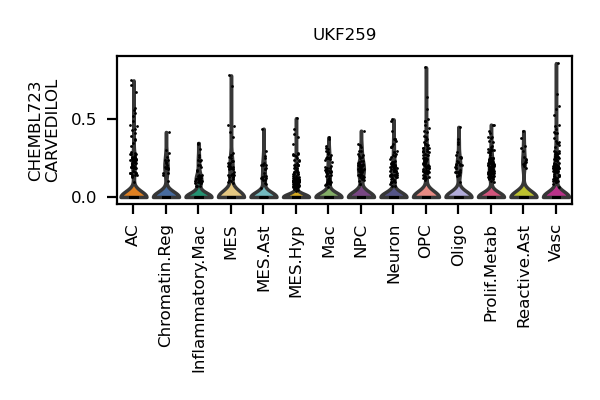 UKF259
CHEMBL723
CARVEDILOL
0.5
0.0
AC
Chromatin.Reg
Inflammatory.Mac
MES
MES.Ast
MES.Hyp
Mac
NPC
Neuron
OPC
Oligo
Prolif.Metab
Reactive.Ast
Vasc